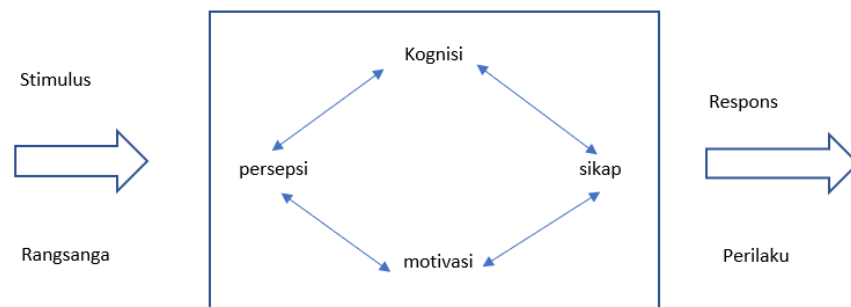 Kognisi
Stimulus
Respons
persepsi
sikap
Rangsanga
motivasi
Perilaku